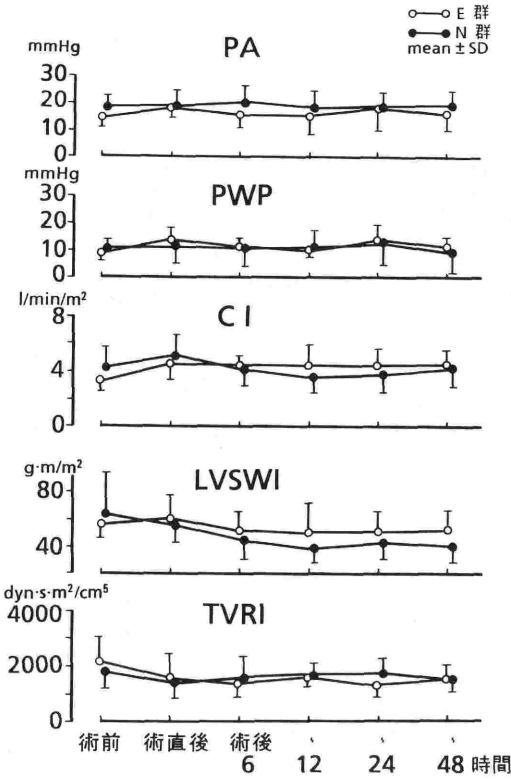 E 群
N 群
mean ± SD
mmHg
PA
30
20
10
0
mmHg
PWP
30
20
10
0
l/min/m²
CI
8
4
0
g·m/m²
LVSWI
80
40
dyn·s·m²/cm⁵
TVRI
4000
2000
0
術前 術直後 術後 〃 〃 〃
6 12 24 48 時間